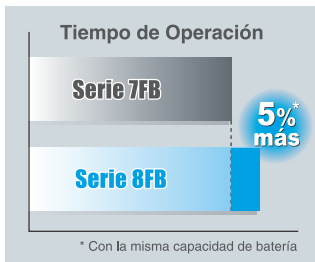 Tiempo de Operación
Serie 7FB
5%*
más
Serie 8FB
* Con la misma capacidad de batería